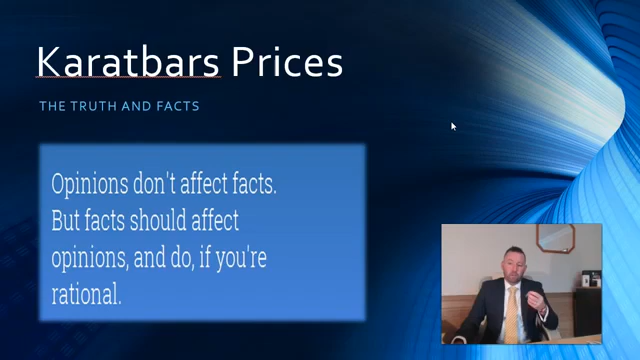 Karatbars Prices
THE TRUTH AND FACTS
Opinions don't affect facts.
But facts should affect
opinions, and do, if you're
rational.